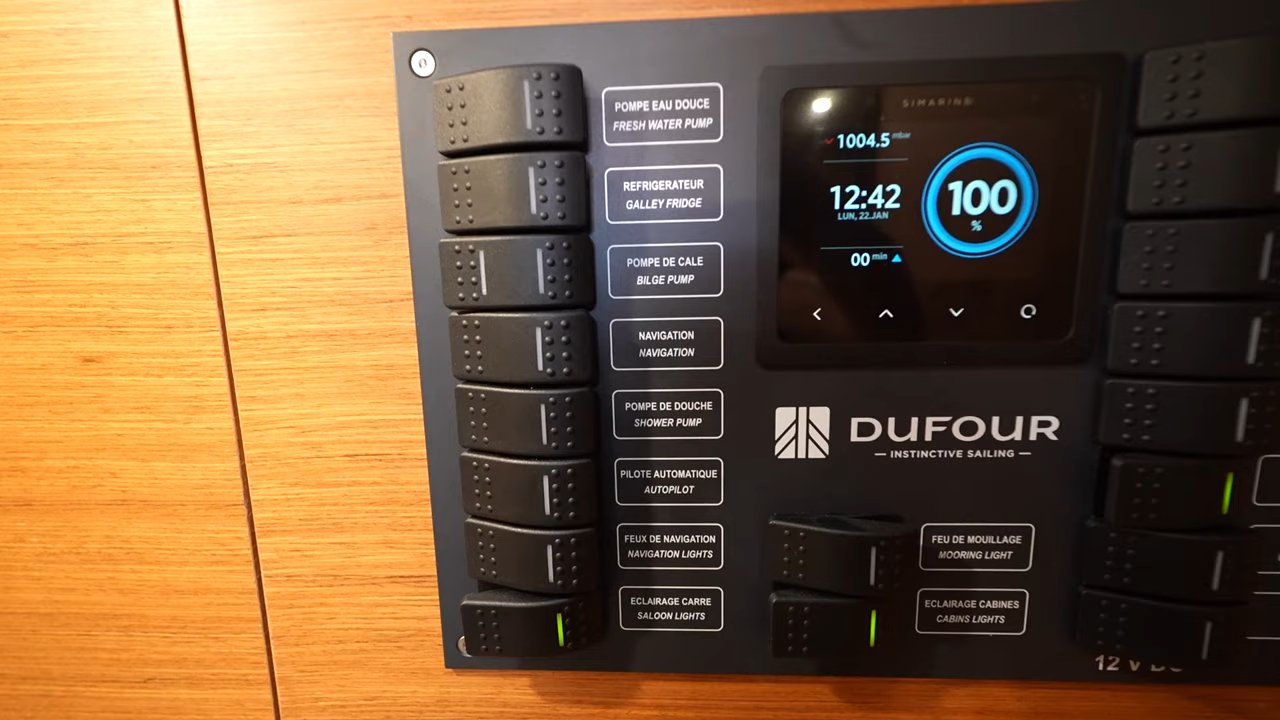 POMPE EAU DOUCE
FRESH WATER PUMP
REFRIGERATEUR
GALLEY FRIDGE
POMPE DE CALE
BILGE PUMP
NAVIGATION
NAVIGATION
POMPE DE DOUCHE
SHOWER PUMP
PILOTE AUTOMATIQUE
AUTOPILOT
FEUX DE NAVIGATION
NAVIGATION LIGHTS
ECLAIRAGE CARRE
SALOON LIGHTS
SIMARINE
1004.5 mbar
12:42
LUN, 22.JAN
00 min
100
%
DUFOUR
INSTINCTIVE SAILING
FEU DE MOUILLAGE
MOORING LIGHT
ECLAIRAGE CABINES
CABINS LIGHTS
12 V DC